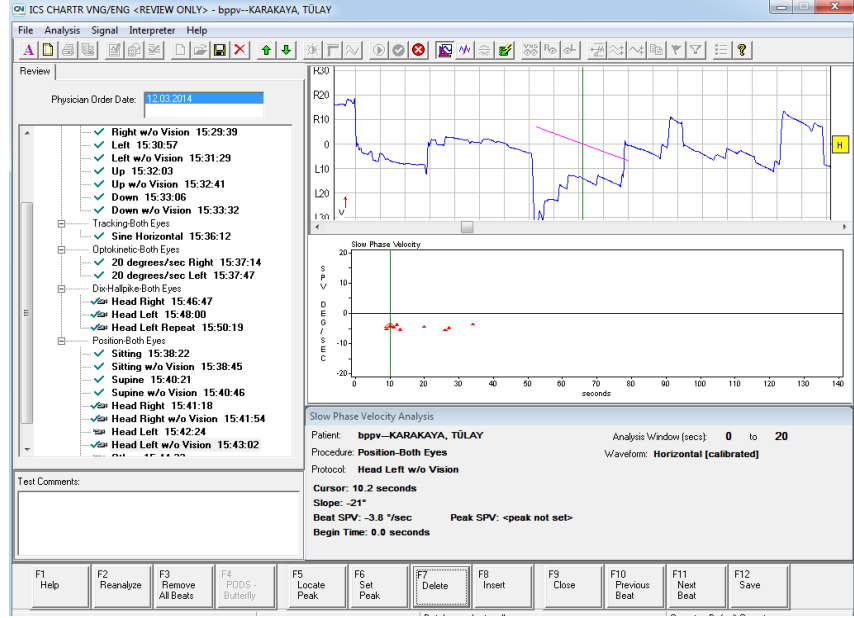 ICS CHARTR VNG/ENG <REVIEW ONLY> - bppv--KARAKAYA, TÜLAY
File Analysis Signal Interpreter Help
Review
Physician Order Date: 12.03.2014
Right w/o Vision 15:29:39
Left 15:30:57
Left w/o Vision 15:31:29
Up 15:32:03
Up w/o Vision 15:32:41
Down 15:33:06
Down w/o Vision 15:33:32
Tracking-Both Eyes
Sine Horizontal 15:36:12
Optokinetic-Both Eyes
20 degrees/sec Right 15:37:14
20 degrees/sec Left 15:37:47
Dix-Hallpike-Both Eyes
Head Right 15:46:47
Head Left 15:48:00
Head Left Repeat 15:50:19
Position-Both Eyes
Sitting 15:38:22
Sitting w/o Vision 15:38:45
Supine 15:40:21
Supine w/o Vision 15:40:46
Head Right 15:41:18
Head Right w/o Vision 15:41:54
Head Left 15:42:24
Head Left w/o Vision 15:43:02
Test Comments:
R30
R20
R10
0
L10
L20
L30
V
H
Slow Phase Velocity
SPV DEG/SEC
20
10
0
-10
-20
0 10 20 30 40 50 60 70 80 90 100 110 120 130 140
seconds
Slow Phase Velocity Analysis
Patient: bppv---KARAKAYA, TÜLAY
Analysis Window (secs): 0 to 20
Procedure: Position-Both Eyes
Waveform: Horizontal [calibrated]
Protocol: Head Left w/o Vision
Cursor: 10.2 seconds
Slope: -21°
Beat SPV: -3.8 °/sec Peak SPV: <peak not set>
Begin Time: 0.0 seconds
F1 Help
F2 Reanalyze
F3 Remove All Beats
F4 PODS - Butterfly
F5 Locate Peak
F6 Set Peak
F7 Delete
F8 Insert
F9 Close
F10 Previous Beat
F11 Next Beat
F12 Save